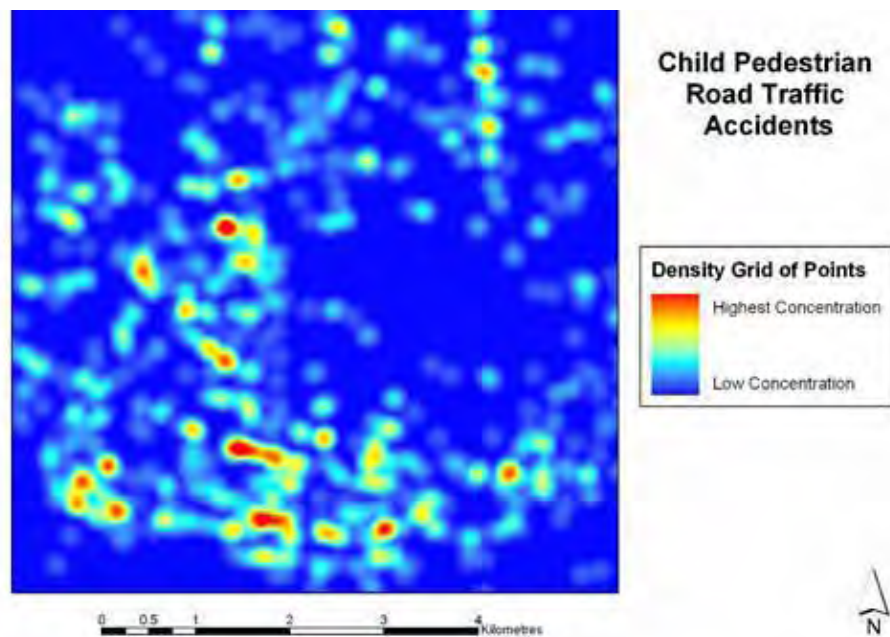 Child Pedestrian
Road Traffic
Accidents
Density Grid of Points
Highest Concentration
Low Concentration
0 0.5 1 2 3 4
Kilometres
N